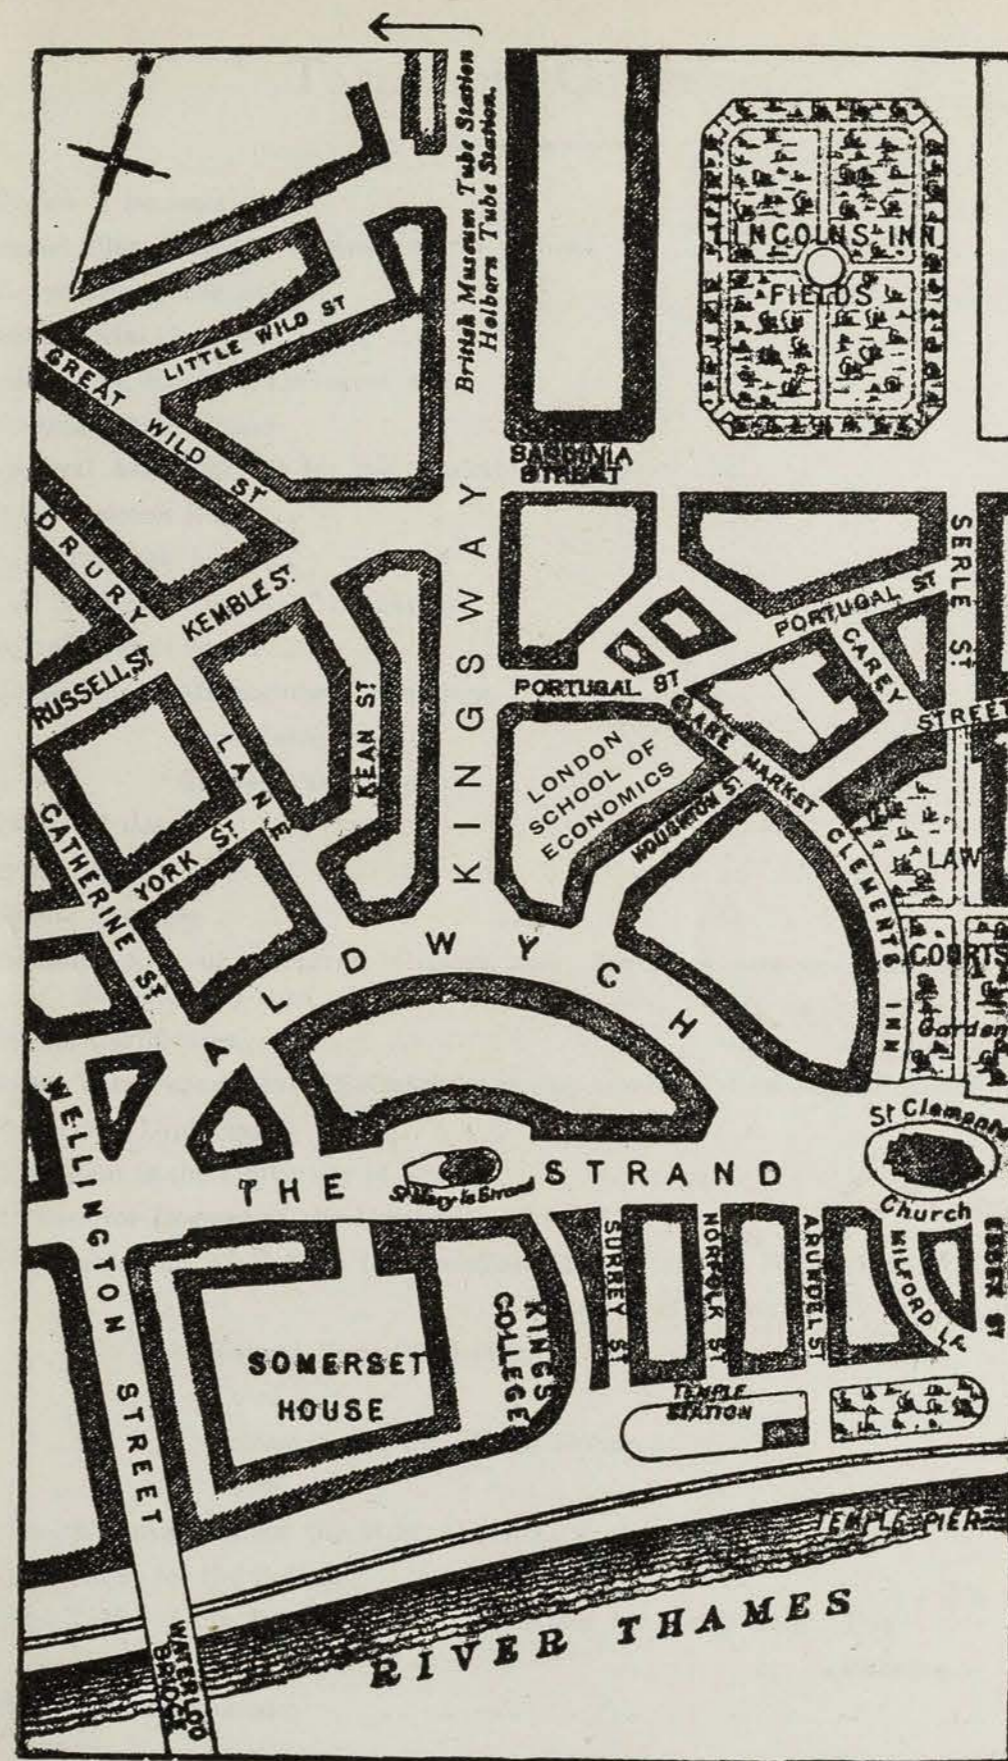 British Museum Tube Station
Holborn Tube Station.
LINCOLNS INN
FIELDS
LITTLE WILD ST
GREAT WILD ST
SARDINIA
STREET
DRURY
LANE
KEMBLE ST.
RUSSELL ST.
KINGSWAY
SERLE ST.
PORTUGAL ST
CAREY
STREET
PORTUGAL ST
CLARE MARKET
KEAN ST
LONDON
SCHOOL OF
ECONOMICS
HOUGHTON ST.
CATHERINE ST
YORK ST
CLEMENTS INN
LAW
COURTS
Garden
ALDWYCH
WELLINGTON STREET
St Clements
Church
THE STRAND
St Mary le Strand
SURREY ST
NORFOLK ST
ARUNDEL ST
MILFORD LA
ESSEX ST
KINGS
COLLEGE
SOMERSET
HOUSE
TEMPLE
STATION
TEMPLE PIER
RIVER THAMES
WATERLOO
BRIDGE